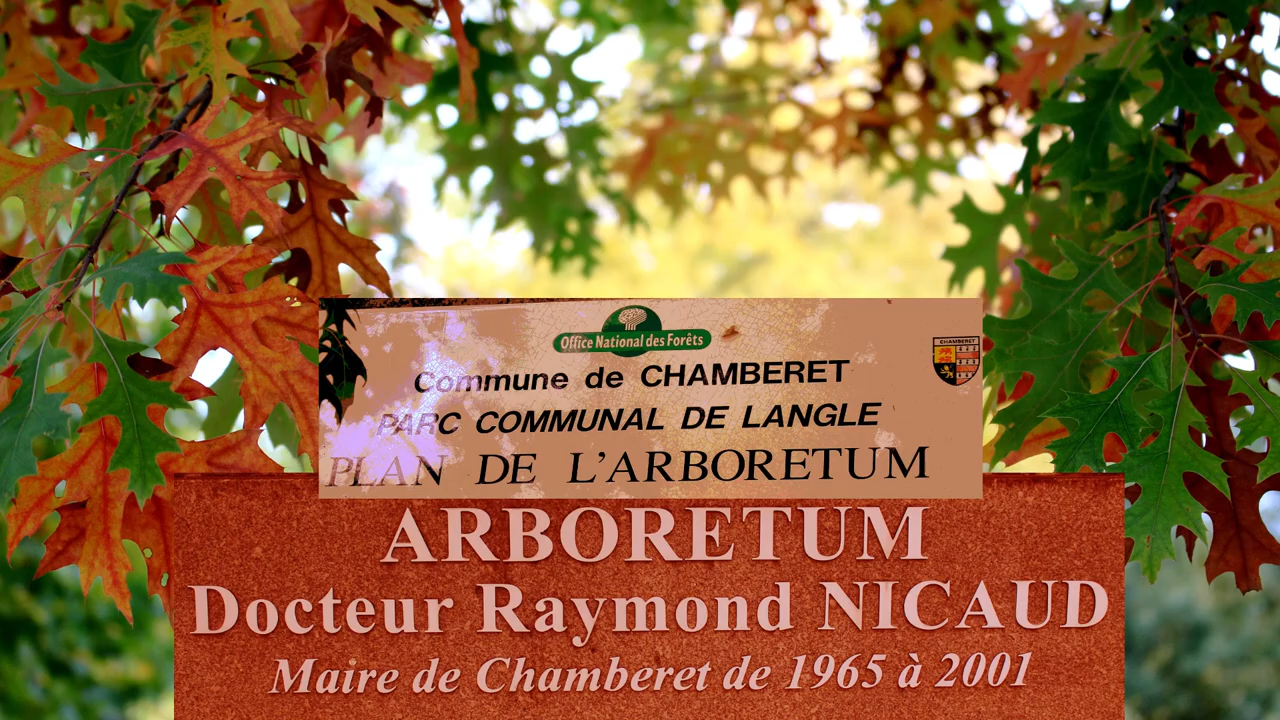 Office National des Forêts
CHAMBERET
Commune de CHAMBERET
PARC COMMUNAL DE LANGLE
PLAN DE L'ARBORETUM
ARBORETUM
Docteur Raymond NICAUD
Maire de Chamberet de 1965 à 2001